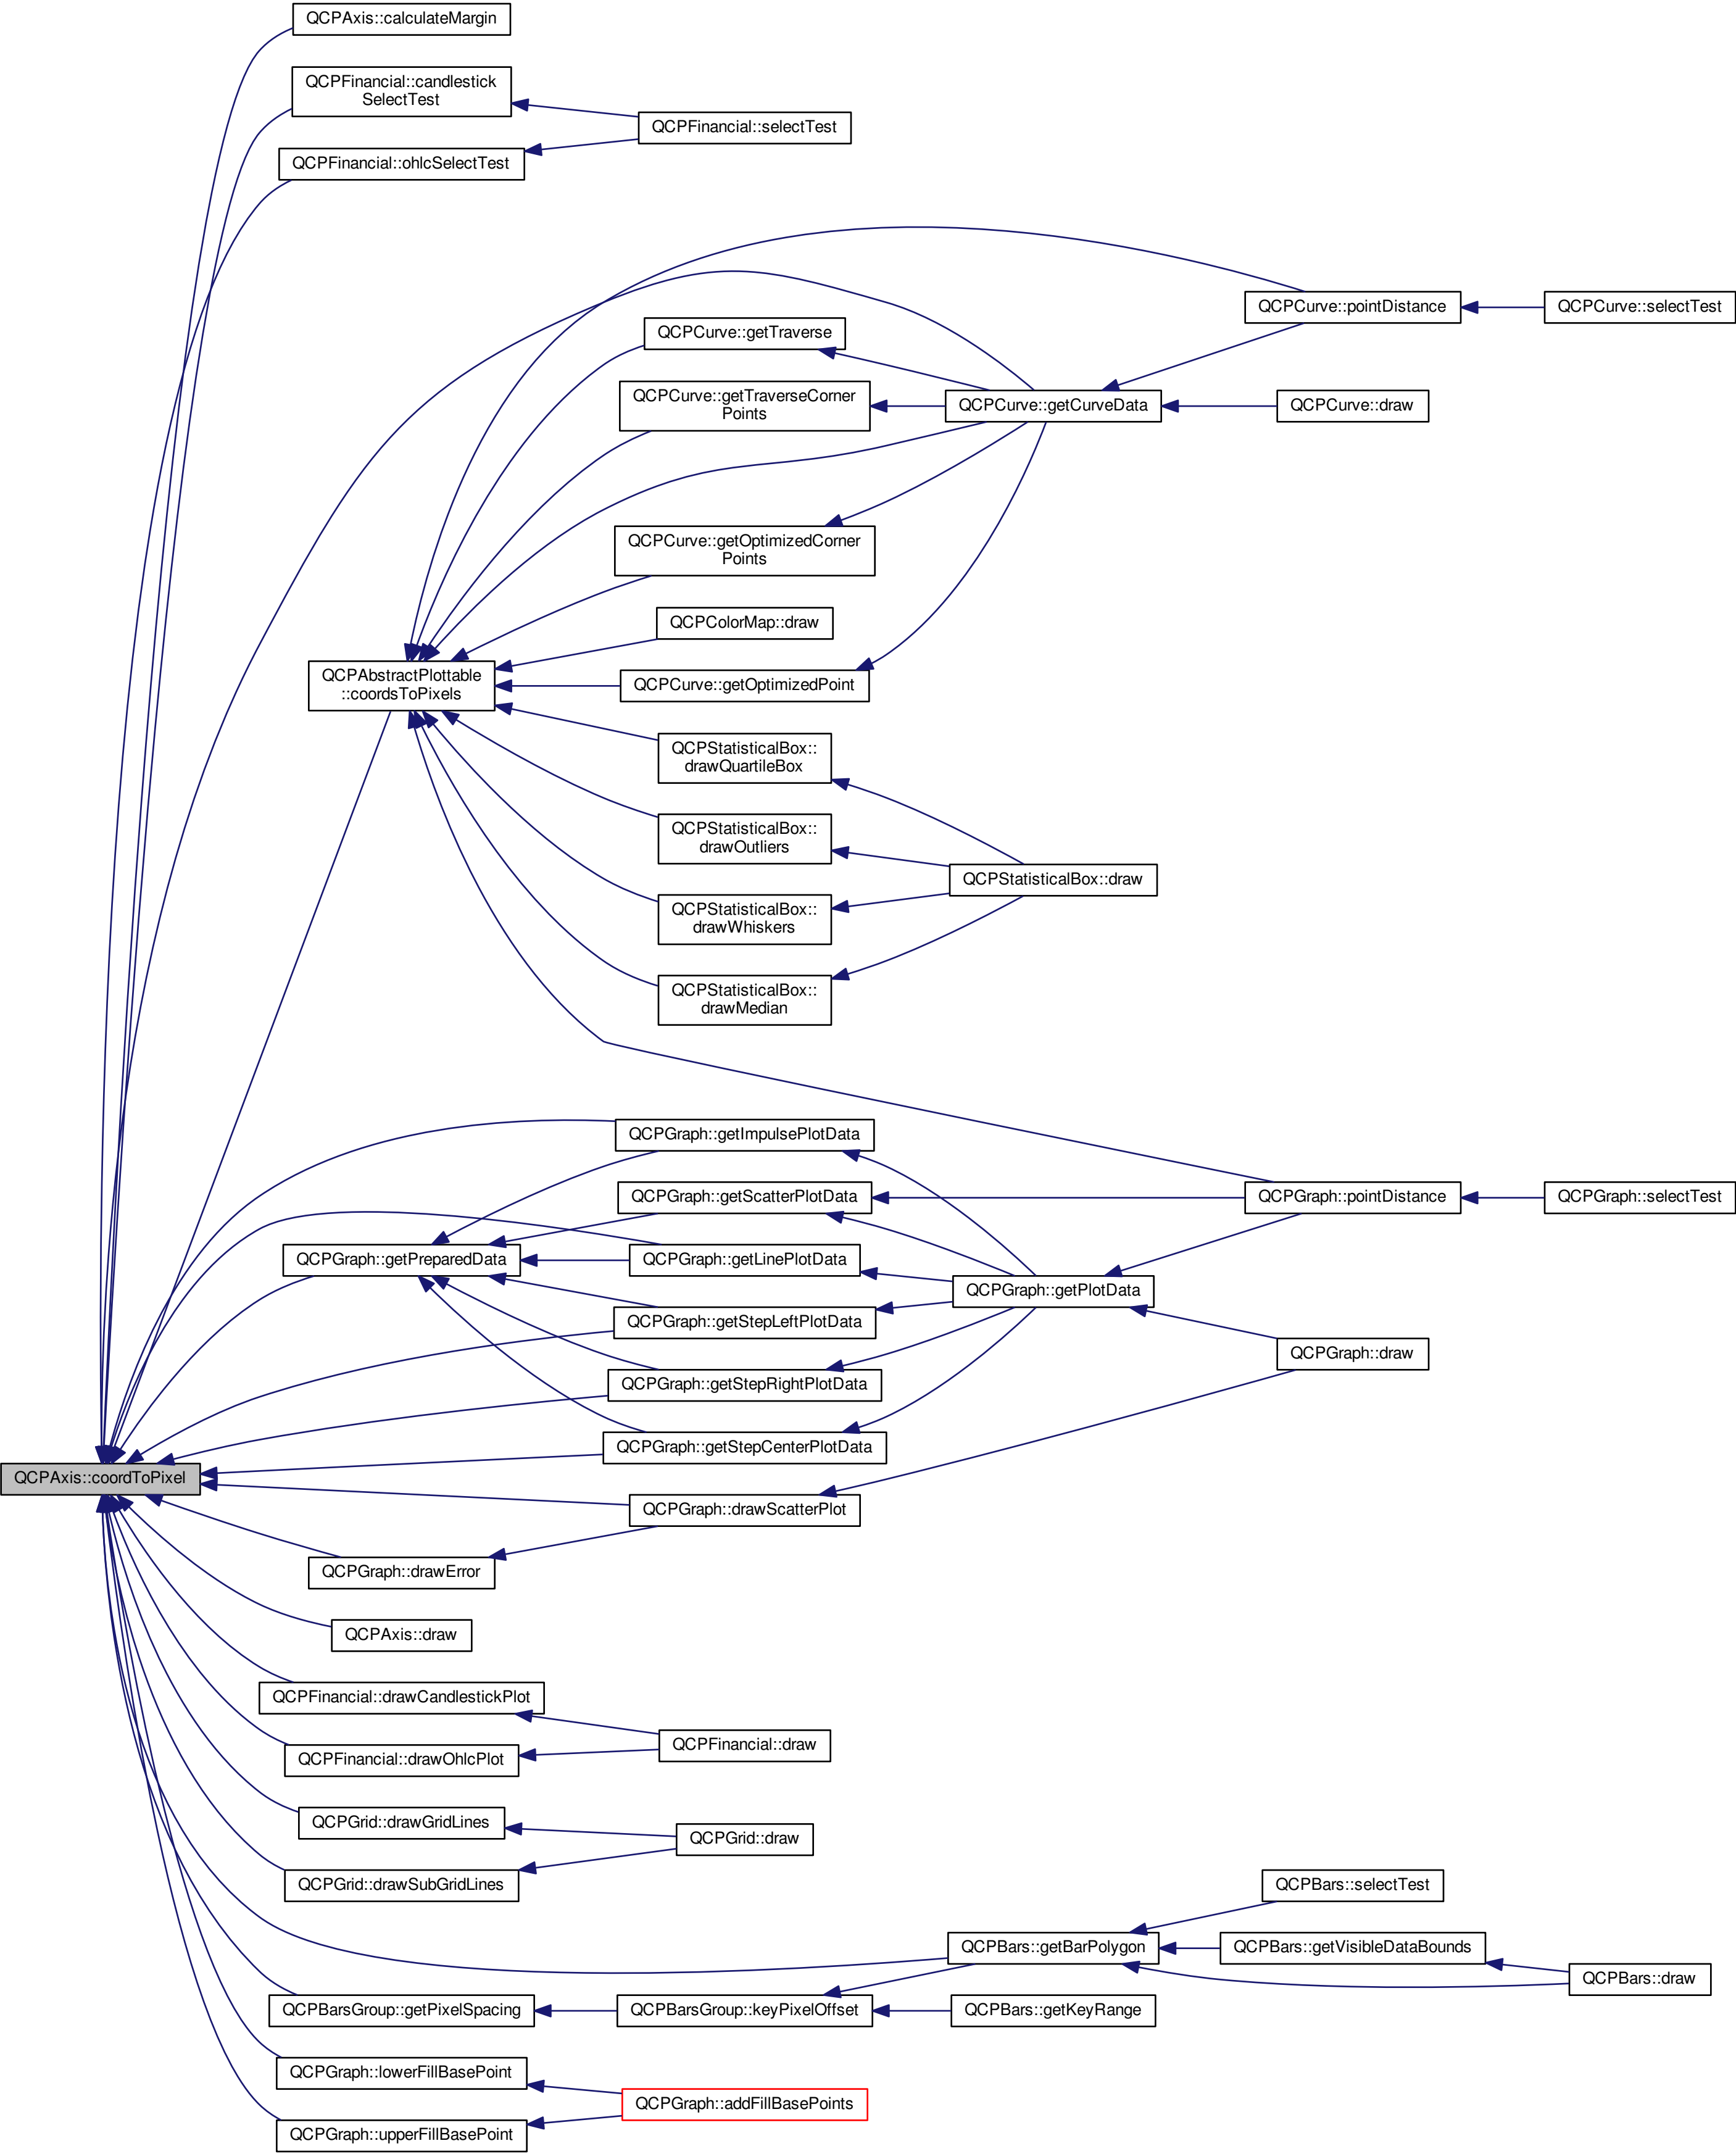 QCPAxis::calculateMargin
QCPFinancial::candlestick
SelectTest
QCPFinancial::selectTest
QCPFinancial::ohlcSelectTest
QCPCurve::pointDistance
QCPCurve::selectTest
QCPCurve::getTraverse
QCPCurve::getTraverseCorner
Points
QCPCurve::getCurveData
QCPCurve::draw
QCPCurve::getOptimizedCorner
Points
QCPColorMap::draw
QCPAbstractPlottable
::coordsToPixels
QCPCurve::getOptimizedPoint
QCPStatisticalBox::
drawQuartileBox
QCPStatisticalBox::
drawOutliers
QCPStatisticalBox::draw
QCPStatisticalBox::
drawWhiskers
QCPStatisticalBox::
drawMedian
QCPGraph::getImpulsePlotData
QCPGraph::getScatterPlotData
QCPGraph::pointDistance
QCPGraph::selectTest
QCPGraph::getPreparedData
QCPGraph::getLinePlotData
QCPGraph::getPlotData
QCPGraph::getStepLeftPlotData
QCPGraph::draw
QCPGraph::getStepRightPlotData
QCPGraph::getStepCenterPlotData
QCPAxis::coordToPixel
QCPGraph::drawScatterPlot
QCPGraph::drawError
QCPAxis::draw
QCPFinancial::drawCandlestickPlot
QCPFinancial::draw
QCPFinancial::drawOhlcPlot
QCPGrid::drawGridLines
QCPGrid::draw
QCPGrid::drawSubGridLines
QCPBars::selectTest
QCPBars::getBarPolygon
QCPBars::getVisibleDataBounds
QCPBars::draw
QCPBarsGroup::getPixelSpacing
QCPBarsGroup::keyPixelOffset
QCPBars::getKeyRange
QCPGraph::lowerFillBasePoint
QCPGraph::addFillBasePoints
QCPGraph::upperFillBasePoint